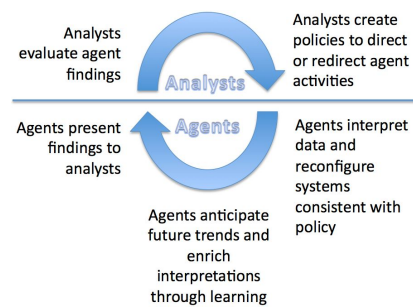 Analysts
evaluate agent
findings
Analysts create
policies to direct
or redirect agent
activities
Analysts
Agents
Agents present
findings to
analysts
Agents interpret
data and
reconfigure
systems
consistent with
policy
Agents anticipate
future trends and
enrich
interpretations
through learning